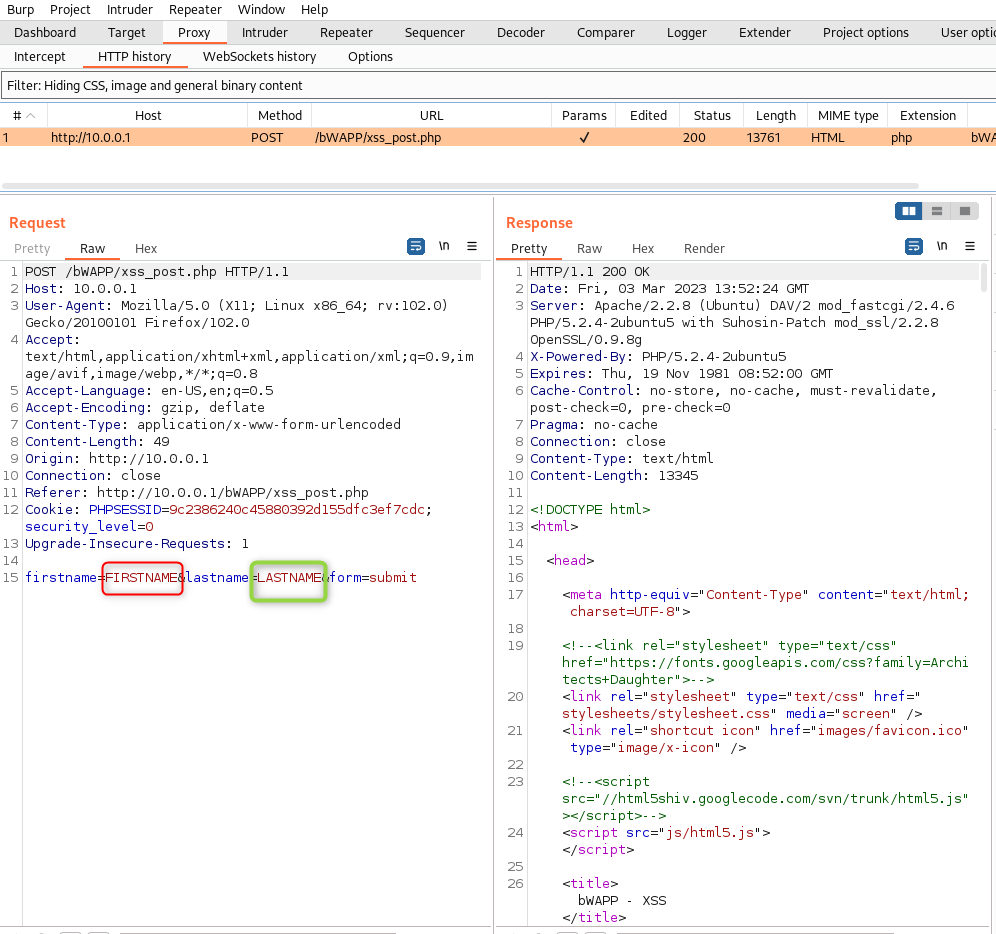 Burp Project Intruder Repeater Window Help
Dashboard Target Proxy Intruder Repeater Sequencer Decoder Comparer Logger Extender Project options User optio
Intercept HTTP history WebSockets history Options
Filter: Hiding CSS, image and general binary content
# Host Method URL Params Edited Status Length MIME type Extension
1 http://10.0.0.1 POST /bWAPP/xss_post.php ✓ 200 13761 HTML php bWA
Request
Pretty Raw Hex
\n
1 POST /bWAPP/xss_post.php HTTP/1.1
2 Host: 10.0.0.1
3 User-Agent: Mozilla/5.0 (X11; Linux x86_64; rv:102.0)
Gecko/20100101 Firefox/102.0
4 Accept:
text/html,application/xhtml+xml,application/xml;q=0.9,im
age/avif,image/webp,*/*;q=0.8
5 Accept-Language: en-US,en;q=0.5
6 Accept-Encoding: gzip, deflate
7 Content-Type: application/x-www-form-urlencoded
8 Content-Length: 49
9 Origin: http://10.0.0.1
10 Connection: close
11 Referer: http://10.0.0.1/bWAPP/xss_post.php
12 Cookie: PHPSESSID=9c2386240c45880392d155dfc3ef7cdc;
security_level=0
13 Upgrade-Insecure-Requests: 1
14
15 firstname=FIRSTNAME&lastname=LASTNAME&form=submit
Response
Pretty Raw Hex Render
\n
1 HTTP/1.1 200 OK
2 Date: Fri, 03 Mar 2023 13:52:24 GMT
3 Server: Apache/2.2.8 (Ubuntu) DAV/2 mod_fastcgi/2.4.6
PHP/5.2.4-2ubuntu5 with Suhosin-Patch mod_ssl/2.2.8
OpenSSL/0.9.8g
4 X-Powered-By: PHP/5.2.4-2ubuntu5
5 Expires: Thu, 19 Nov 1981 08:52:00 GMT
6 Cache-Control: no-store, no-cache, must-revalidate,
post-check=0, pre-check=0
7 Pragma: no-cache
8 Connection: close
9 Content-Type: text/html
10 Content-Length: 13345
11
12 <!DOCTYPE html>
13 <html>
14
15 <head>
16
17 <meta http-equiv="Content-Type" content="text/html;
charset=UTF-8">
18
19 <!--<link rel="stylesheet" type="text/css"
href="https://fonts.googleapis.com/css?family=Archi
tects+Daughter">-->
20 <link rel="stylesheet" type="text/css" href="
stylesheets/stylesheet.css" media="screen" />
21 <link rel="shortcut icon" href="images/favicon.ico"
type="image/x-icon" />
22
23 <!--<script
src="//html5shiv.googlecode.com/svn/trunk/html5.js"
></script>-->
24 <script src="js/html5.js">
</script>
25
26 <title>
bWAPP - XSS
</title>